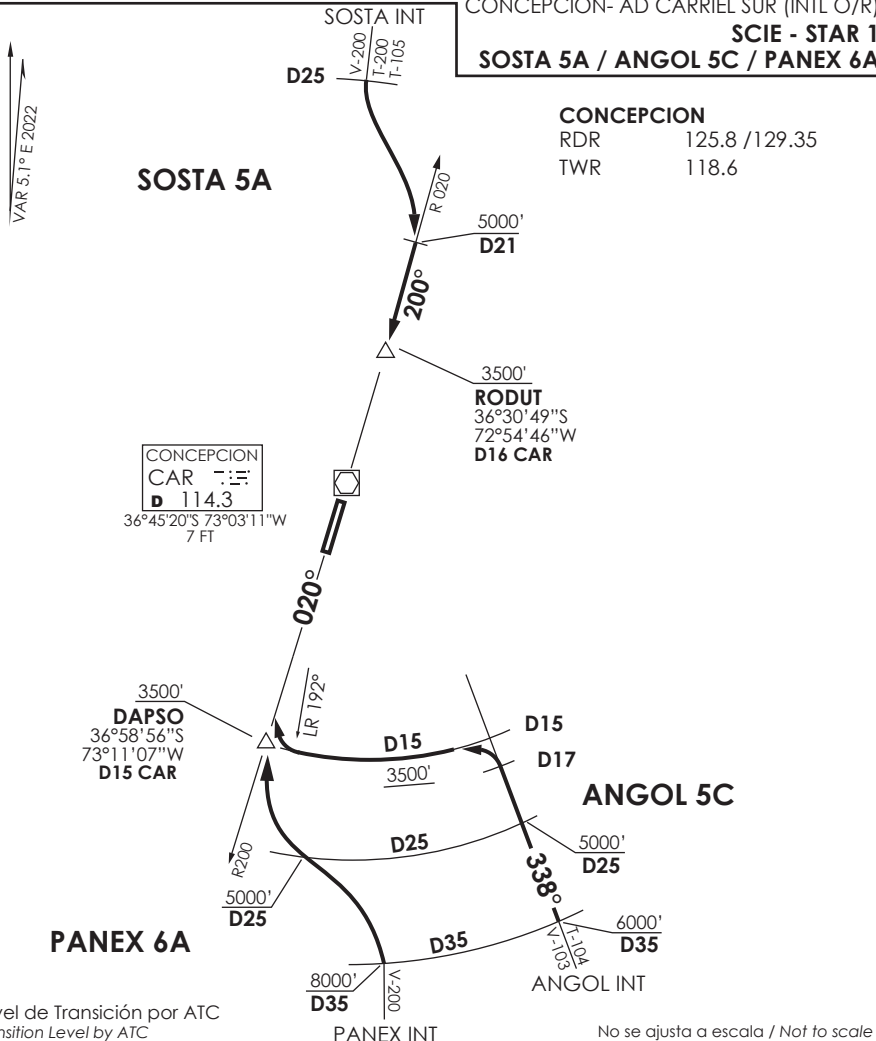 CONCEPCION- AD CARRIEL SUR (INTL O/R)
SCIE - STAR 1
SOSTA 5A / ANGOL 5C / PANEX 6A
SOSTA INT
V-200
T-200
T-105
D25
VAR 5.1° E 2022
CONCEPCION
RDR 125.8 /129.35
TWR 118.6
SOSTA 5A
R 020
5000'
D21
200°
3500'
RODUT
36°30'49"S
72°54'46"W
D16 CAR
CONCEPCION
CAR
D 114.3
36°45'20"S 73°03'11"W
7 FT
020°
3500'
DAPSO
36°58'56"S
73°11'07"W
D15 CAR
LR 192°
D15
D15
3500'
D17
ANGOL 5C
R200
D25
5000'
D25
5000'
D25
338°
PANEX 6A
D35
6000'
D35
T-104
V-103
ANGOL INT
8000'
D35
V-200
PANEX INT
vel de Transición por ATC
nsition Level by ATC
No se ajusta a escala / Not to scale